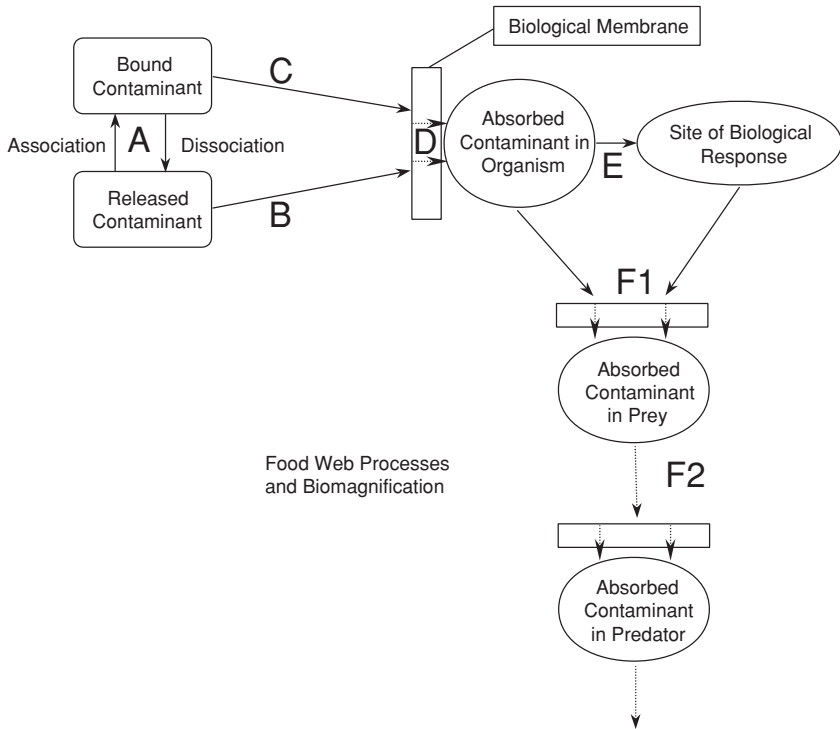 Biological Membrane
Bound
Contaminant
C
Association
A
Dissociation
Released
Contaminant
B
D
Absorbed
Contaminant in
Organism
E
Site of Biological
Response
F1
Absorbed
Contaminant
in Prey
Food Web Processes
and Biomagnification
F2
Absorbed
Contaminant
in Predator